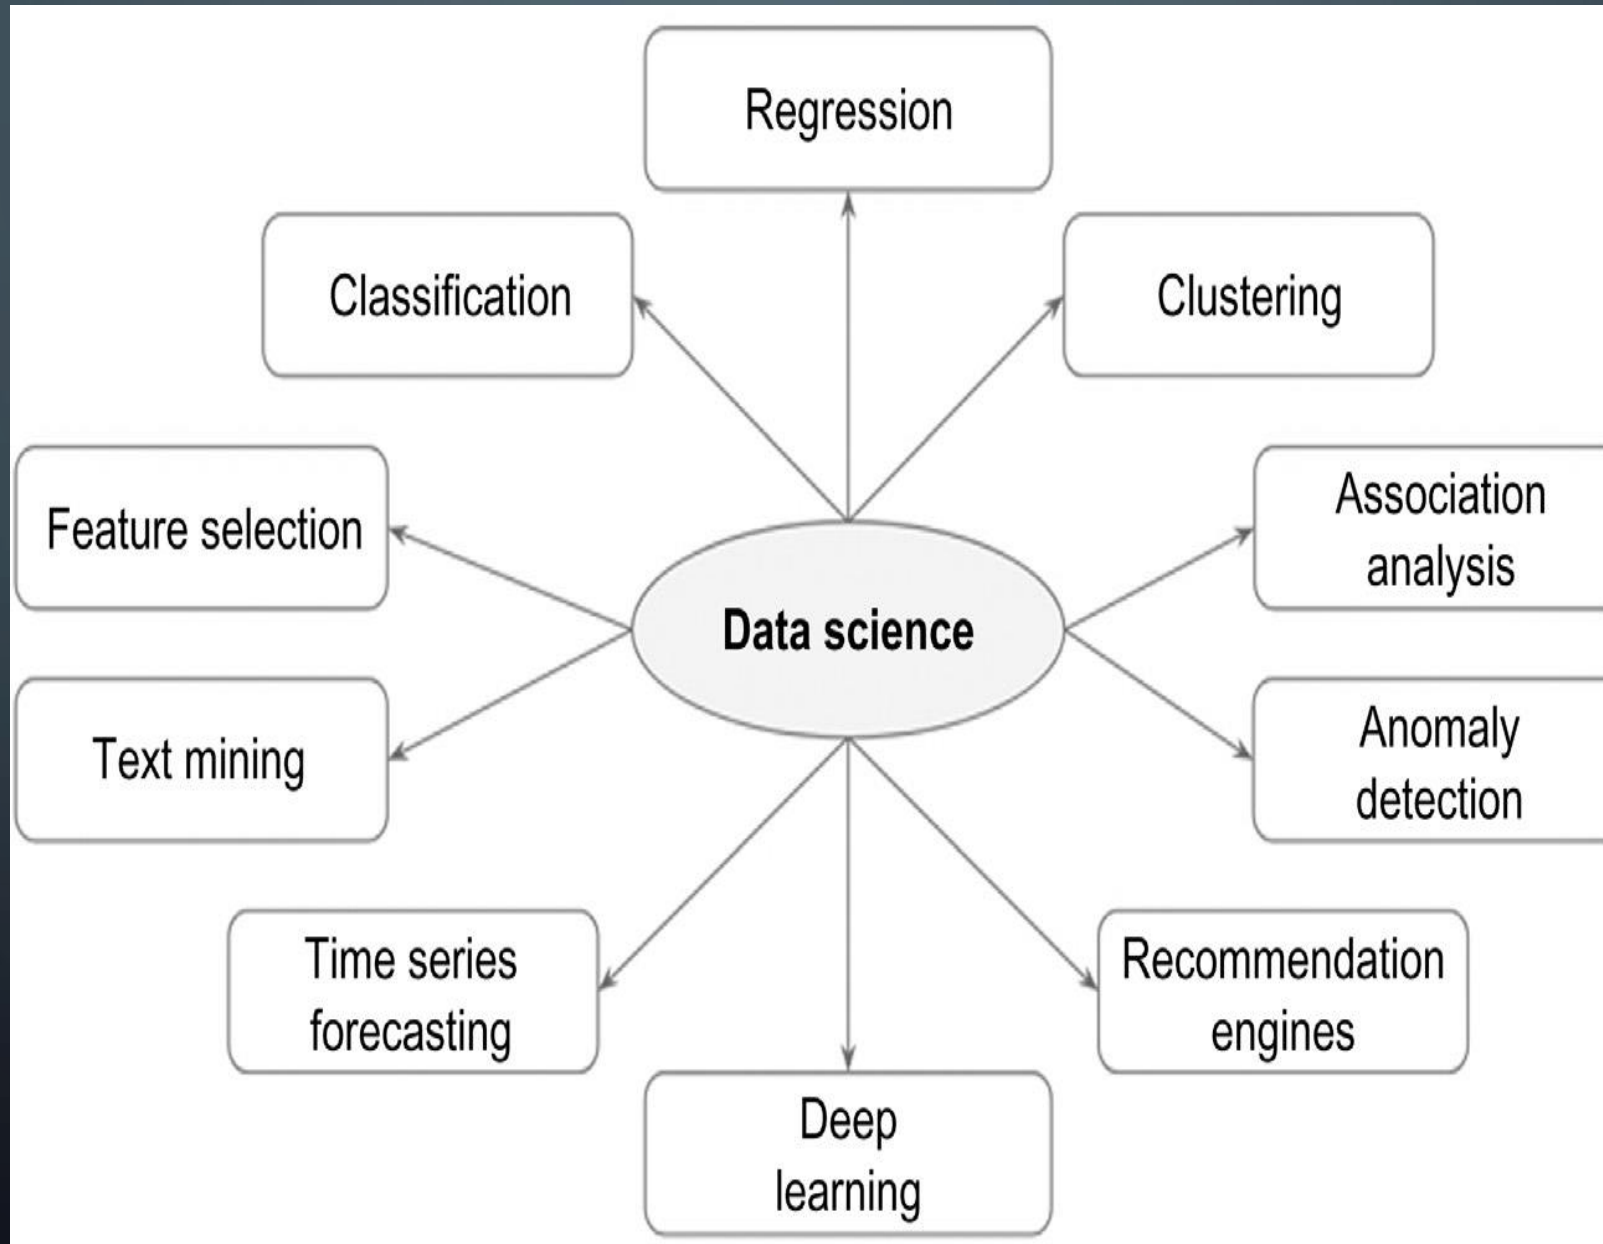 Regression
Classification
Clustering
Feature selection
Association
analysis
Data science
Text mining
Anomaly
detection
Time series
forecasting
Recommendation
engines
Deep
learning